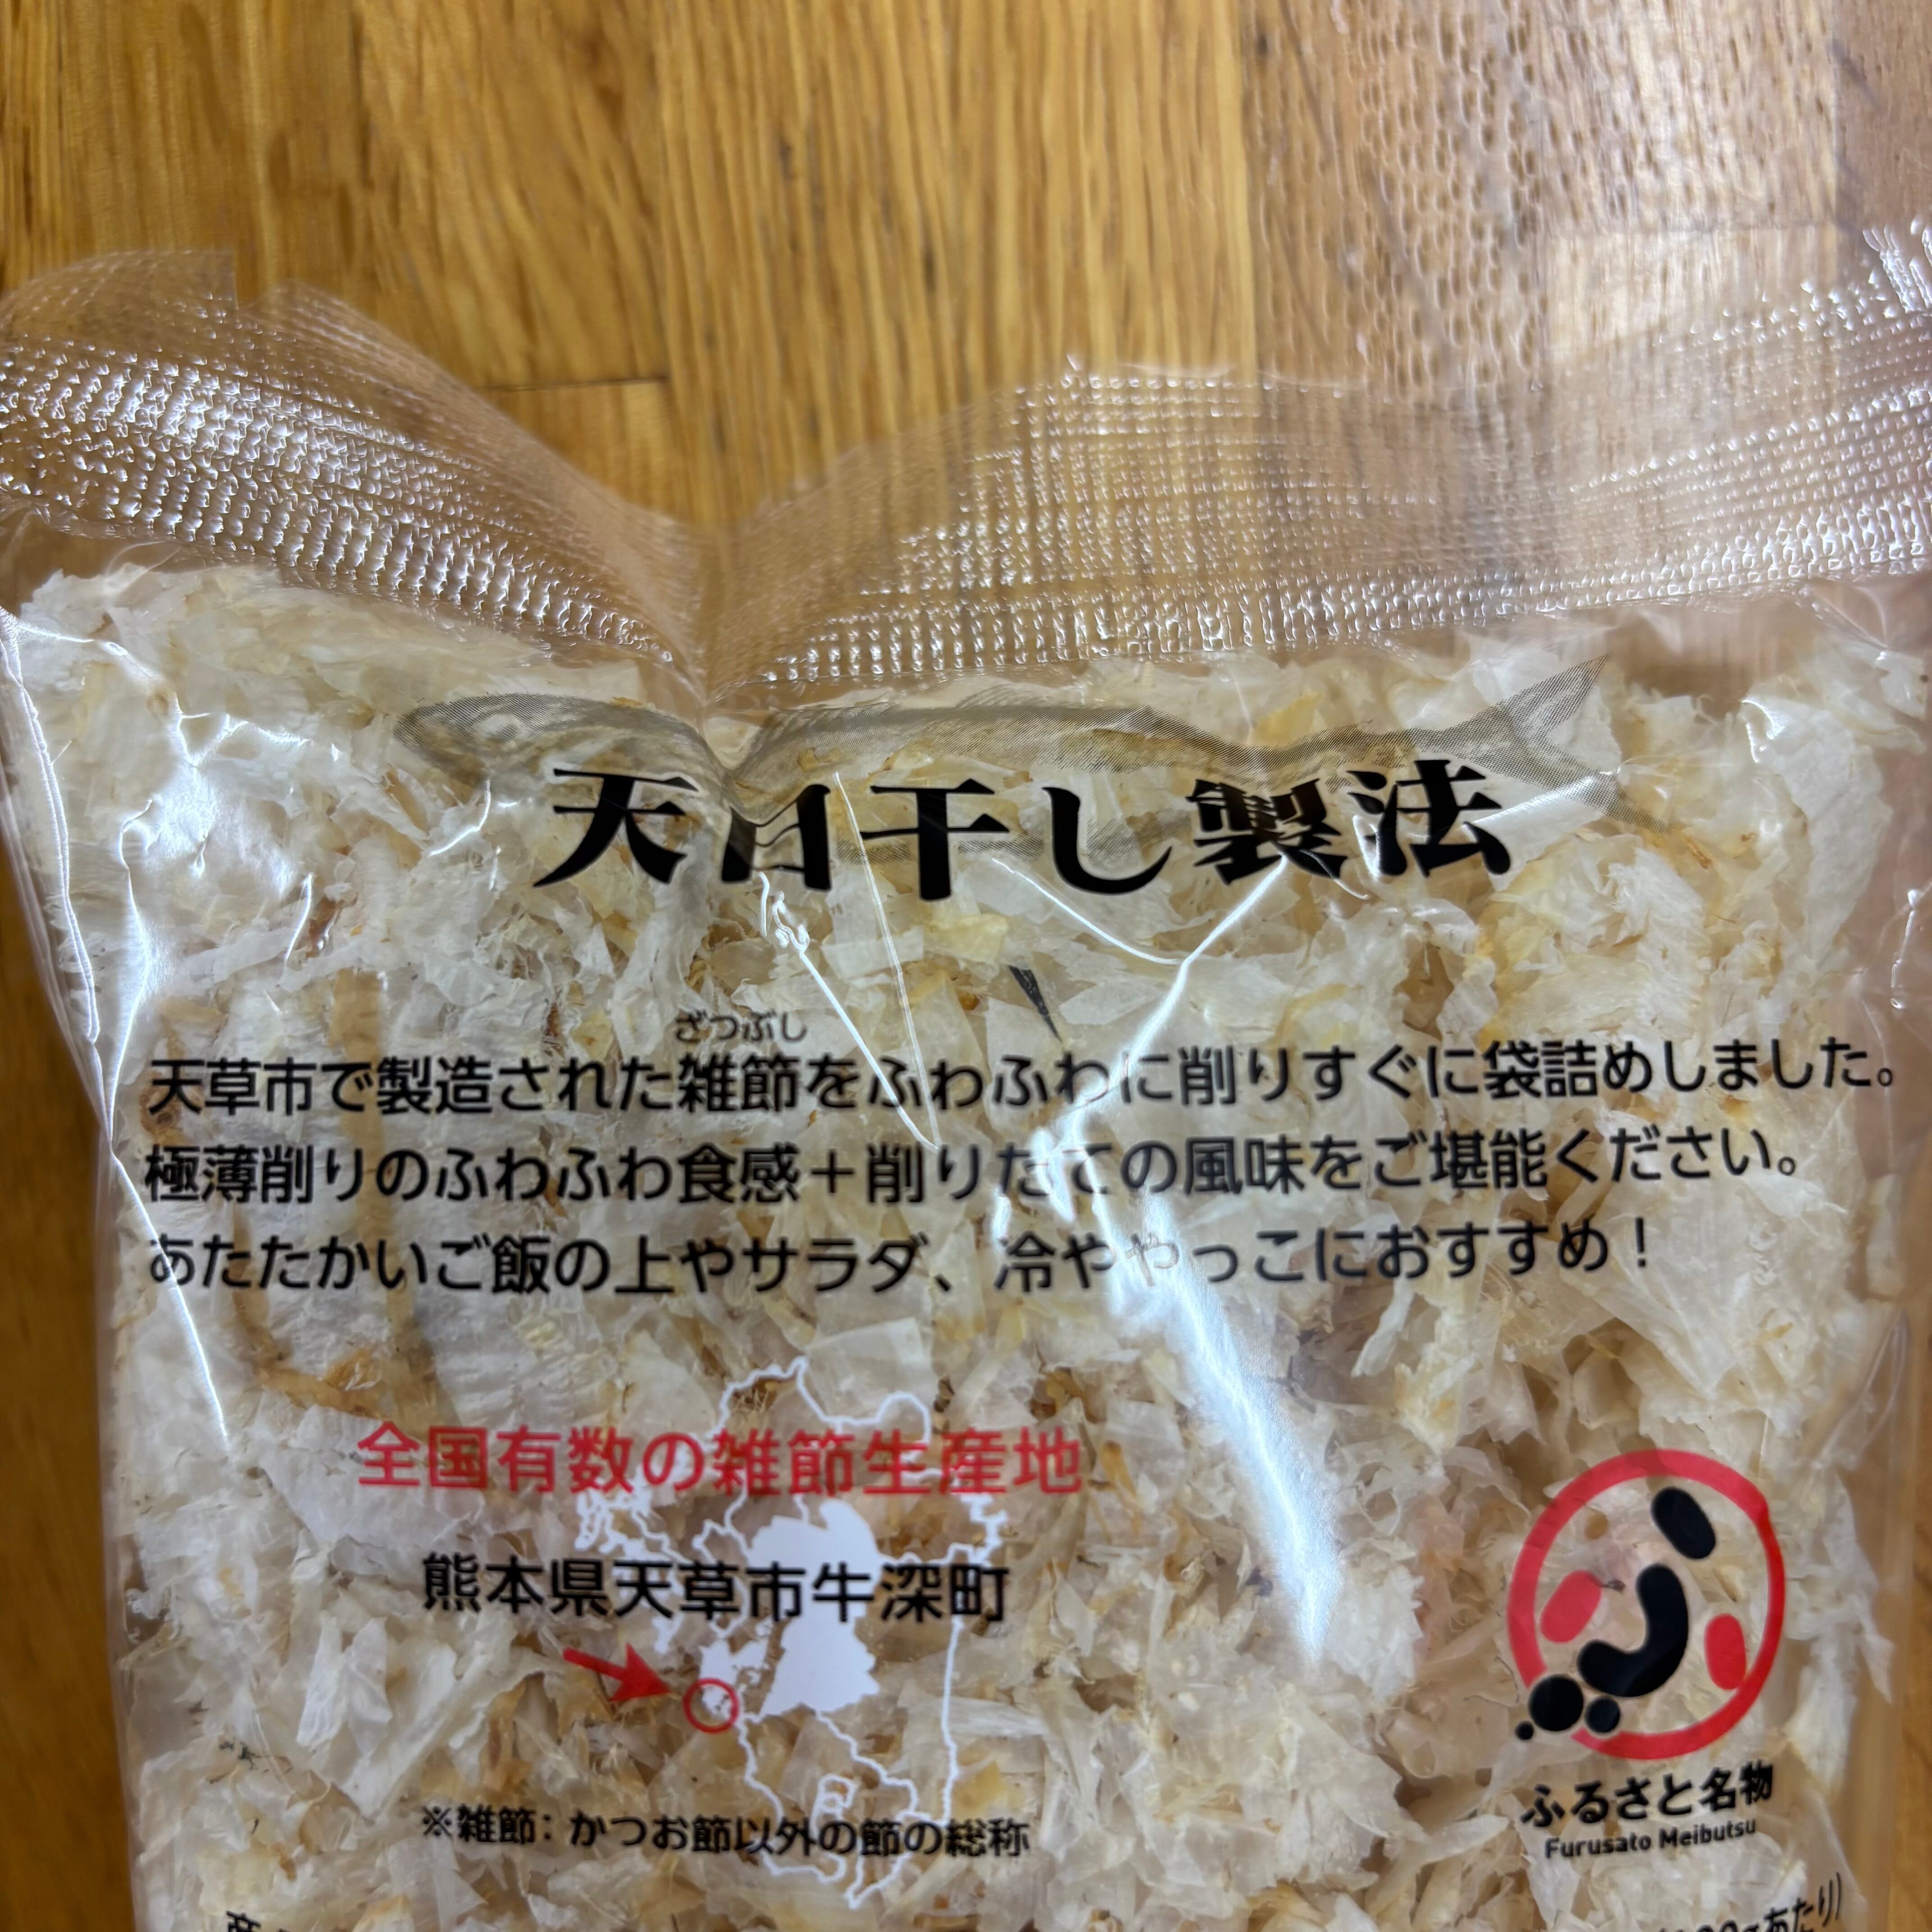 天日干し製法
ざつぶし
天草市で製造された雑節をふわふわに削りすぐに袋詰めしました。
極薄削りのふわふわ食感＋削りたての風味をご堪能ください。
あたたかいご飯の上やサラダ、冷ややっこにおすすめ！
全国有数の雑節生産地
熊本県天草市牛深町
※雑節：かつお節以外の節の総称
ふるさと名物
Furusato Meibutsu
あたり）